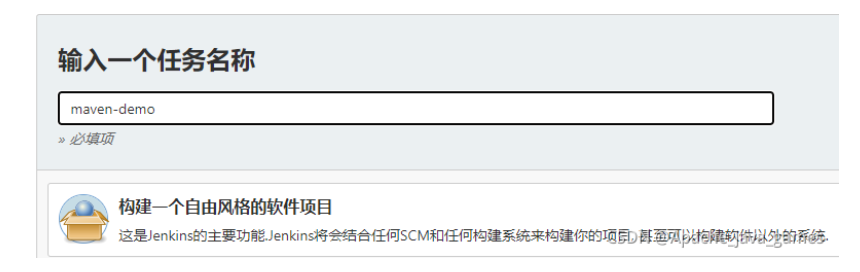 输入一个任务名称
maven-demo
» 必填项
构建一个自由风格的软件项目
这是Jenkins的主要功能.Jenkins将会结合任何SCM和任何构建系统来构建你的项目, 甚至可以构建软件以外的系统.
CSDN @Apache_java_games